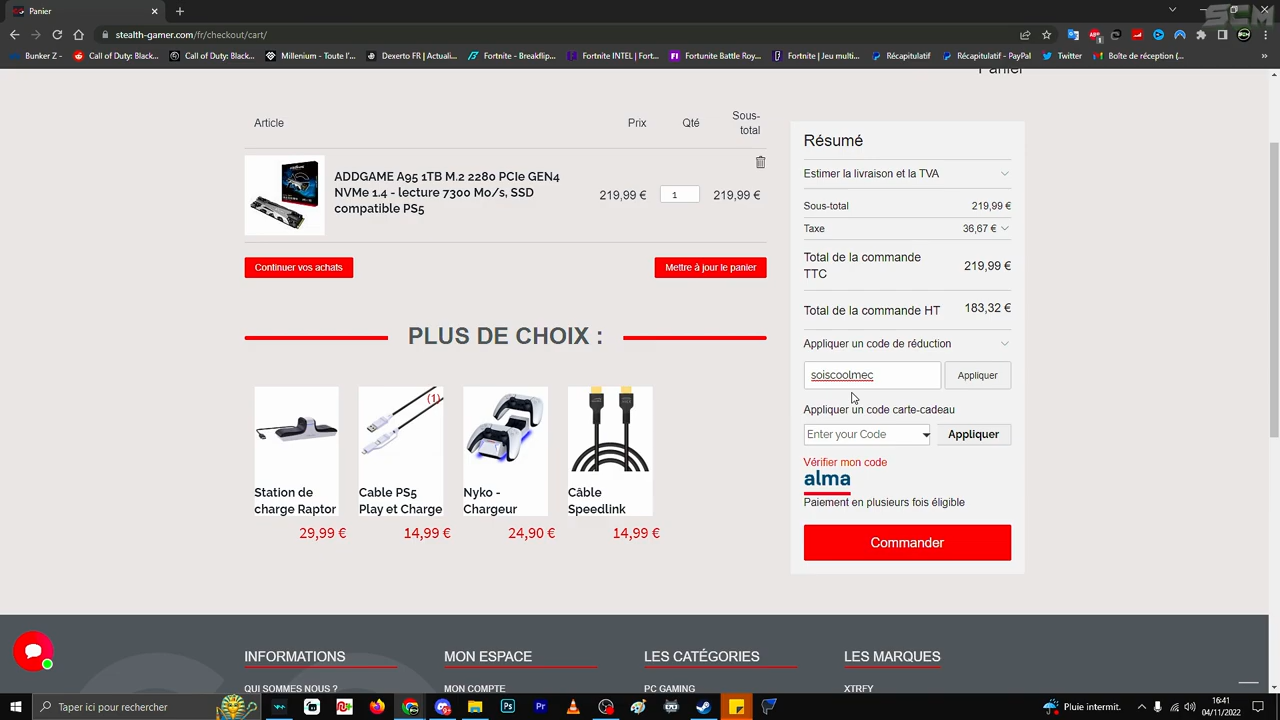 Panier
SCM
stealth-gamer.com/fr/checkout/cart/
Bunker Z -
Call of Duty: Black...
Call of Duty: Black...
Millenium - Toute l'...
Dexerto FR | Actuali...
Fortnite - Breakflip...
Fortnite INTEL | Fort...
Fortunite Battle Roy...
Fortnite | Jeu multi...
Récapitulatif
Récapitulatif - PayPal
Twitter
Boîte de réception (...
Panier
Article
Prix
Qté
Sous-
total
ADDGAME A95 1TB M.2 2280 PCIe GEN4
NVMe 1.4 - lecture 7300 Mo/s, SSD
compatible PS5
219,99 €
1
219,99 €
Continuer vos achats
Mettre à jour le panier
Résumé
Estimer la livraison et la TVA
Sous-total 219,99 €
Taxe 36,67 €
Total de la commande
TTC
219,99 €
Total de la commande HT 183,32 €
Appliquer un code de réduction
soiscoolmec
Appliquer
Appliquer un code carte-cadeau
Enter your Code
Appliquer
Vérifier mon code
alma
Paiement en plusieurs fois éligible
Commander
PLUS DE CHOIX :
(1)
Station de
charge Raptor
29,99 €
Cable PS5
Play et Charge
14,99 €
Nyko -
Chargeur
24,90 €
Câble
Speedlink
14,99 €
INFORMATIONS
MON ESPACE
LES CATÉGORIES
LES MARQUES
QUI SOMMES NOUS ?
MON COMPTE
PC GAMING
XTRFY
Taper ici pour rechercher
Pluie intermit.
16:41
04/11/2022